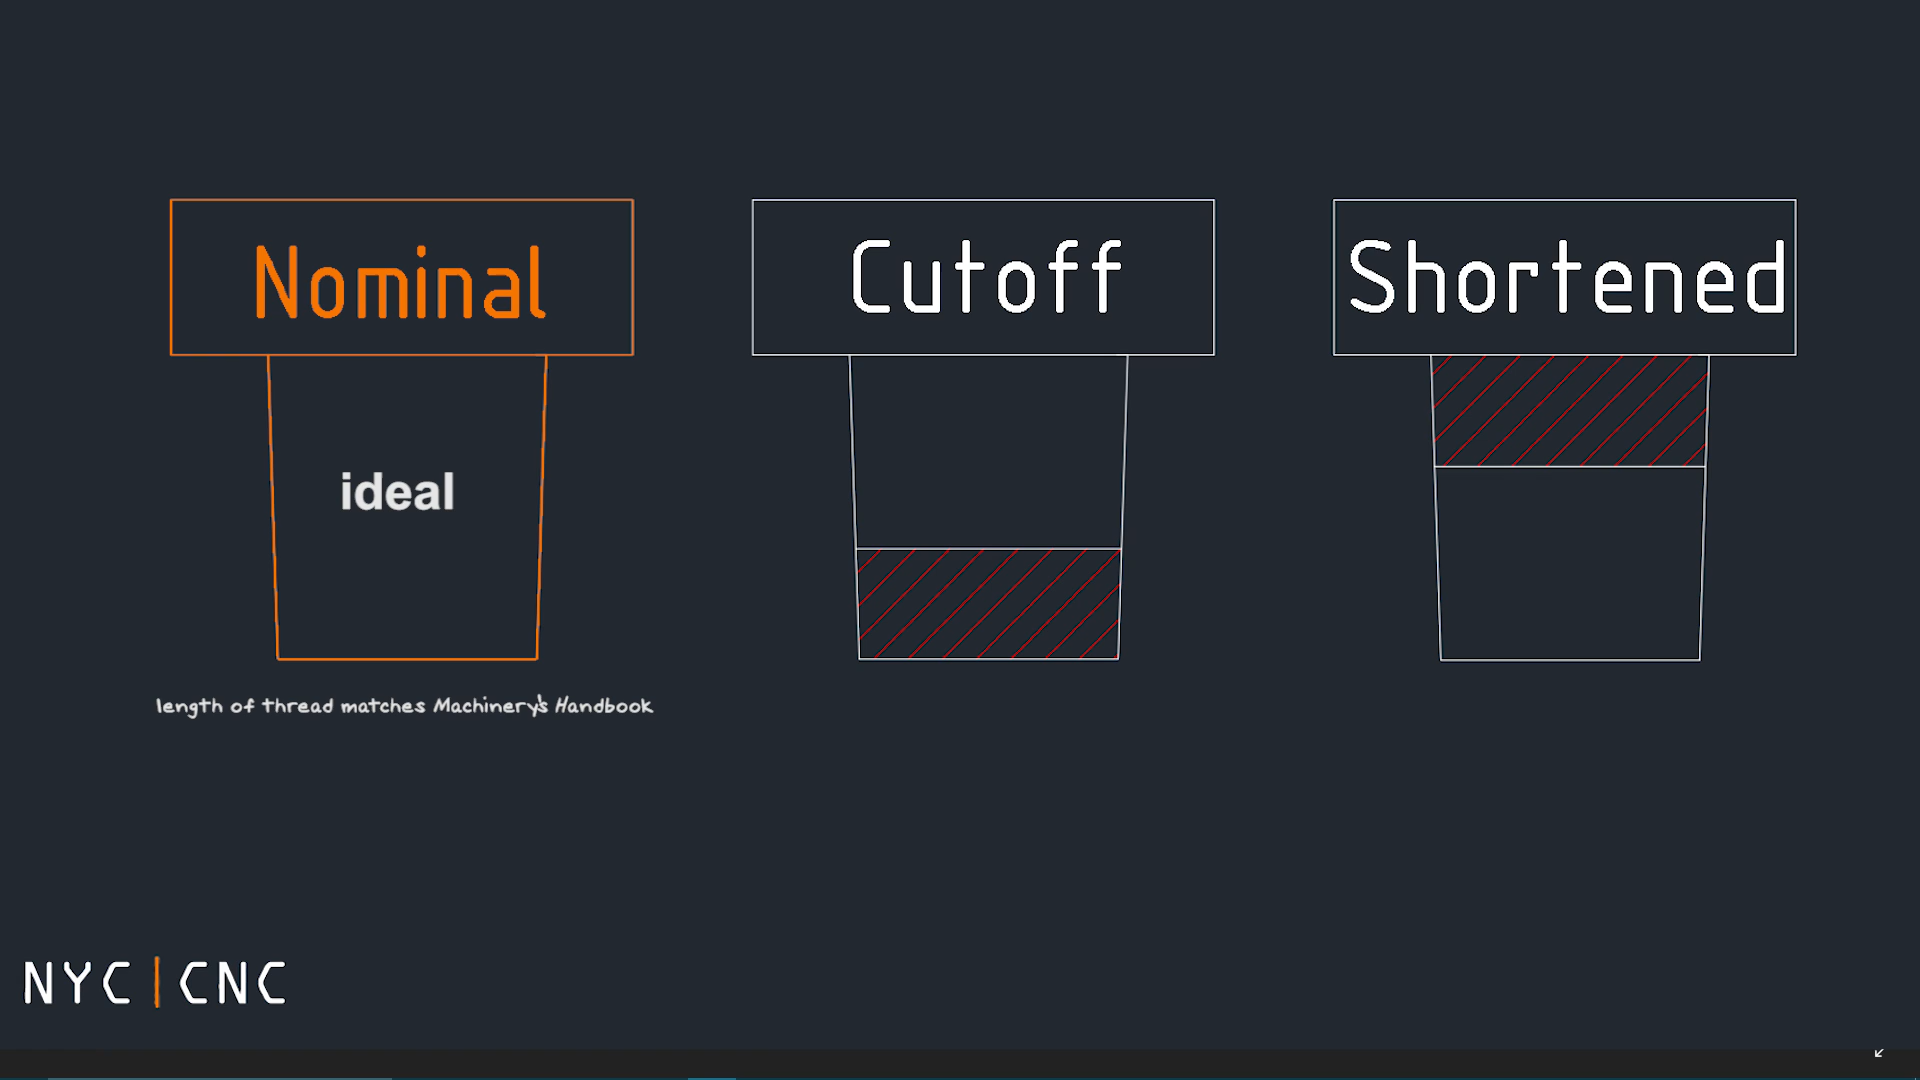 Nominal
Cutoff
Shortened
ideal
length of thread matches Machinery's Handbook
NYC|CNC